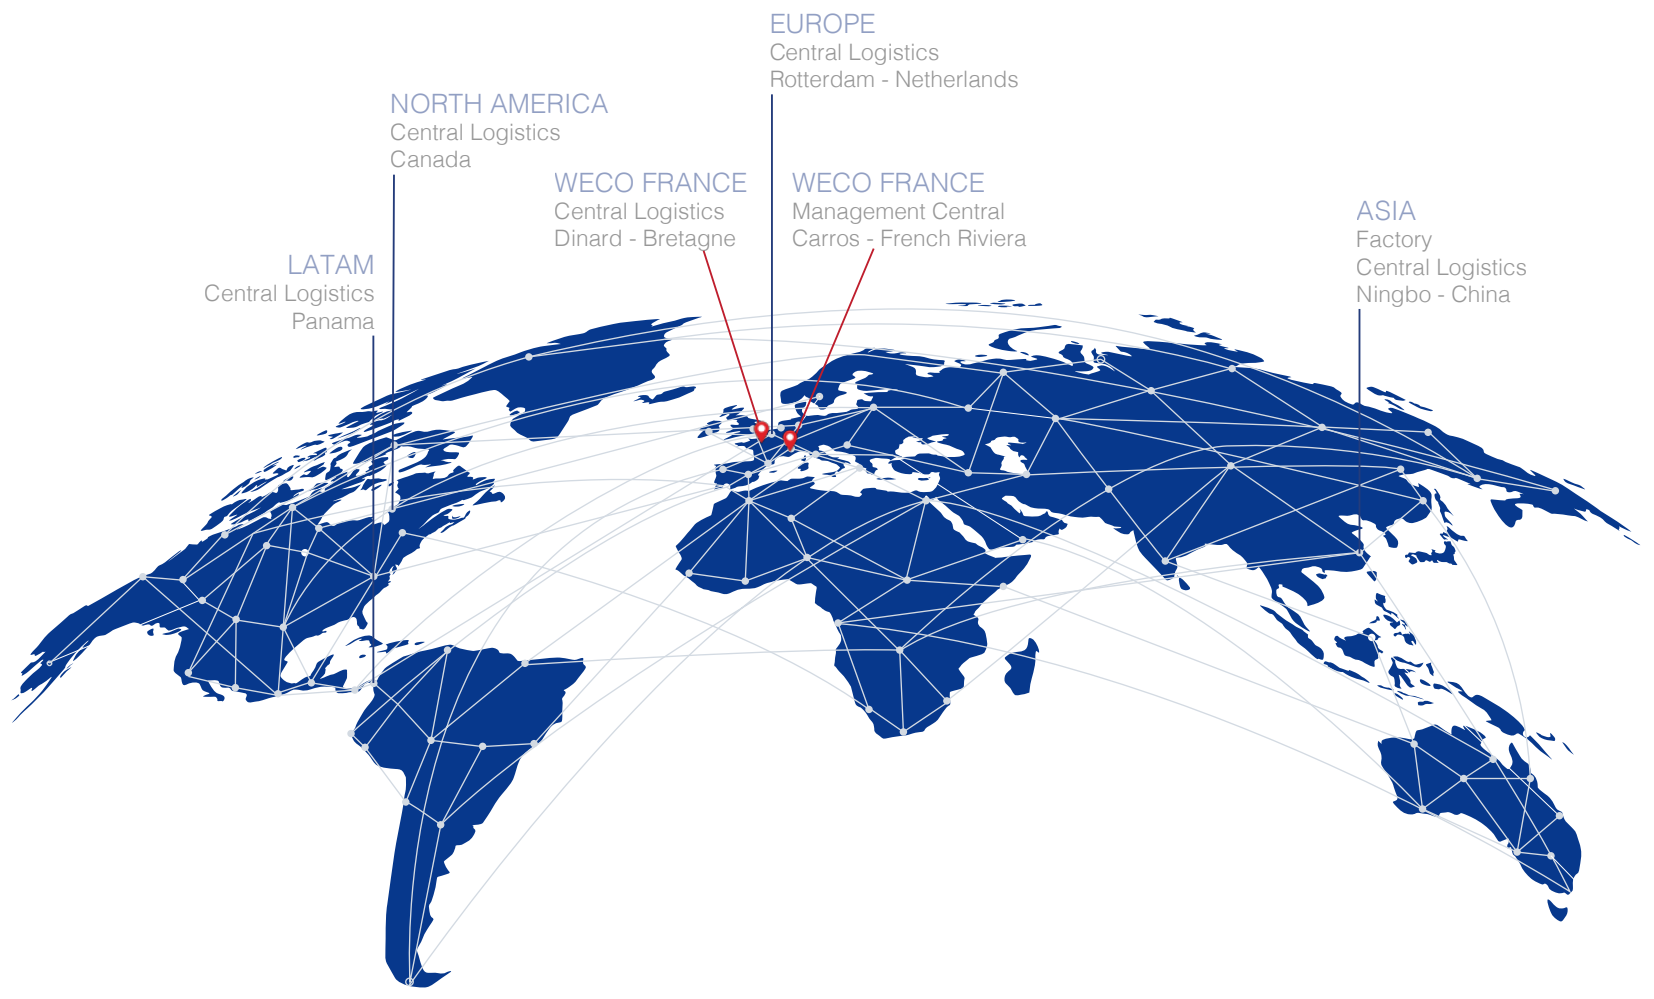 EUROPE
Central Logistics
Rotterdam - Netherlands
NORTH AMERICA
Central Logistics
Canada
WECO FRANCE
Central Logistics
Dinard - Bretagne
WECO FRANCE
Management Central
Carros - French Riviera
ASIA
Factory
Central Logistics
Ningbo - China
LATAM
Central Logistics
Panama